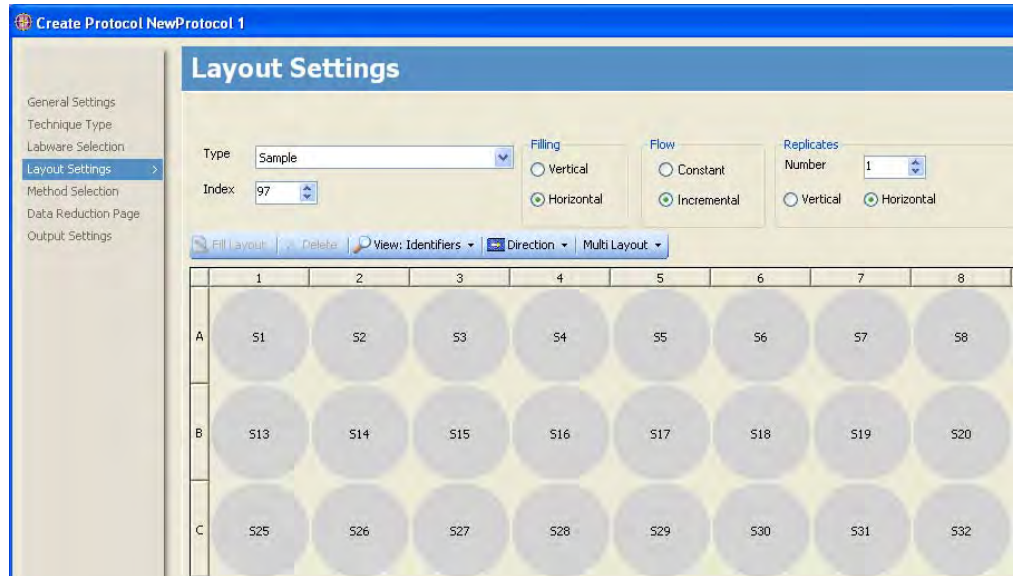 Create Protocol NewProtocol 1
Layout Settings
General Settings
Technique Type
Labware Selection
Layout Settings >
Method Selection
Data Reduction Page
Output Settings
Type Sample
Index 97
Filling
Vertical
Horizontal
Flow
Constant
Incremental
Replicates
Number 1
Vertical Horizontal
Fill Layout Delete View: Identifiers Direction Multi Layout
1 2 3 4 5 6 7 8
A S1 S2 S3 S4 S5 S6 S7 S8
B S13 S14 S15 S16 S17 S18 S19 S20
C S25 S26 S27 S28 S29 S30 S31 S32